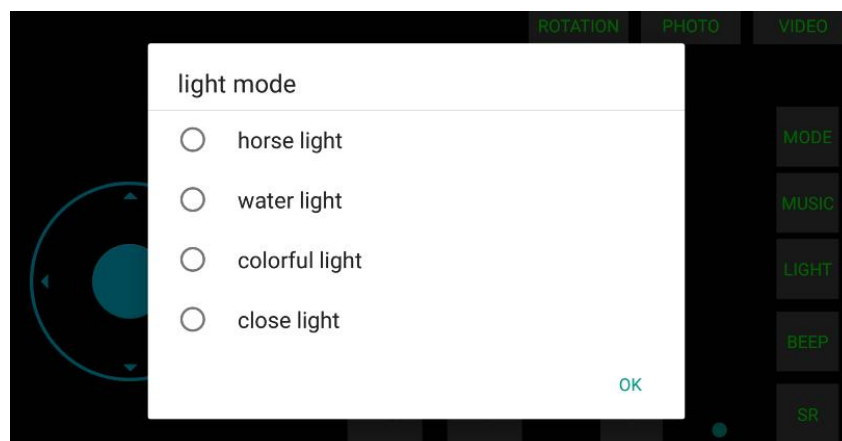 ROTATION PHOTO VIDEO
light mode
horse light
MODE
water light
MUSIC
colorful light
LIGHT
close light
BEEP
OK
SR